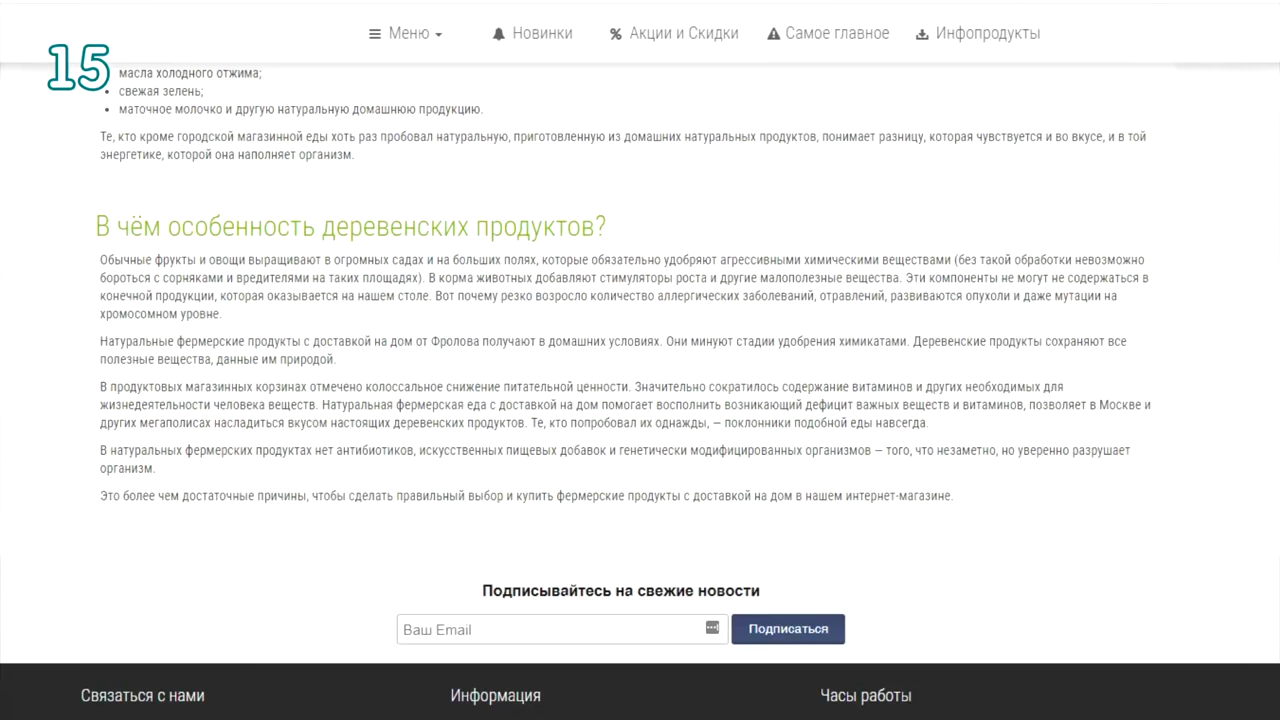 Меню
Новинки
Акции и Скидки
Самое главное
Инфопродукты
15
масла холодного отжима;
свежая зелень;
маточное молочко и другую натуральную домашнюю продукцию.
Те, кто кроме городской магазинной еды хоть раз пробовал натуральную, приготовленную из домашних натуральных продуктов, понимает разницу, которая чувствуется и во вкусе, и в той
энергетике, которой она наполняет организм.
В чём особенность деревенских продуктов?
Обычные фрукты и овощи выращивают в огромных садах и на больших полях, которые обязательно удобряют агрессивными химическими веществами (без такой обработки невозможно
бороться с сорняками и вредителями на таких площадях). В корма животных добавляют стимуляторы роста и другие малополезные вещества. Эти компоненты не могут не содержаться в
конечной продукции, которая оказывается на нашем столе. Вот почему резко возросло количество аллергических заболеваний, отравлений, развиваются опухоли и даже мутации на
хромосомном уровне.
Натуральные фермерские продукты с доставкой на дом от Фролова получают в домашних условиях. Они минуют стадии удобрения химикатами. Деревенские продукты сохраняют все
полезные вещества, данные им природой.
В продуктовых магазинных корзинах отмечено колоссальное снижение питательной ценности. Значительно сократилось содержание витаминов и других необходимых для
жизнедеятельности человека веществ. Натуральная фермерская еда с доставкой на дом помогает восполнить возникающий дефицит важных веществ и витаминов, позволяет в Москве и
других мегаполисах насладиться вкусом настоящих деревенских продуктов. Те, кто попробовал их однажды, — поклонники подобной еды навсегда.
В натуральных фермерских продуктах нет антибиотиков, искусственных пищевых добавок и генетически модифицированных организмов — того, что незаметно, но уверенно разрушает
организм.
Это более чем достаточные причины, чтобы сделать правильный выбор и купить фермерские продукты с доставкой на дом в нашем интернет-магазине.
Подписывайтесь на свежие новости
Ваш Email
Подписаться
Связаться с нами
Информация
Часы работы